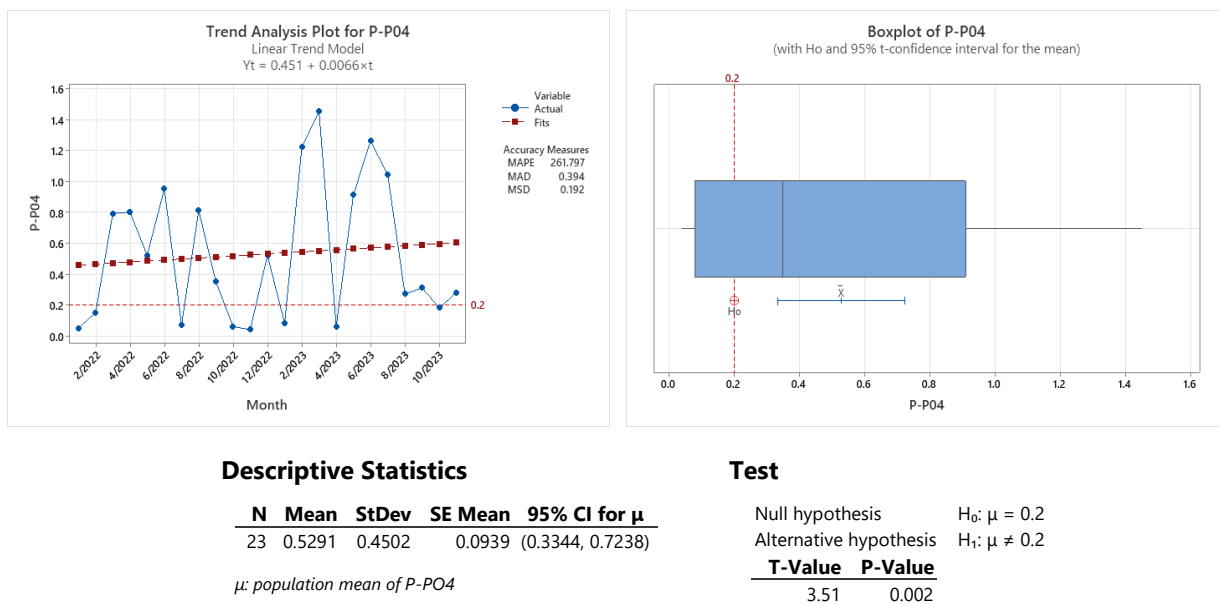 Trend Analysis Plot for P-P04
Linear Trend Model
Yt = 0.451 + 0.0066×t
1.6
1.4
1.2
1.0
0.8
0.6
0.4
0.2
0.0
P-P04
0.2
2/2022
4/2022
6/2022
8/2022
10/2022
12/2022
2/2023
4/2023
6/2023
8/2023
10/2023
Month
Variable
Actual
Fits
Accuracy Measures
MAPE 261.797
MAD 0.394
MSD 0.192
Boxplot of P-P04
(with Ho and 95% t-confidence interval for the mean)
0.2
X̄
Ho
0.0 0.2 0.4 0.6 0.8 1.0 1.2 1.4 1.6
P-P04
Descriptive Statistics
N Mean StDev SE Mean 95% CI for μ
23 0.5291 0.4502 0.0939 (0.3344, 0.7238)
μ: population mean of P-PO4
Test
Null hypothesis H₀: μ = 0.2
Alternative hypothesis H₁: μ ≠ 0.2
T-Value P-Value
3.51 0.002